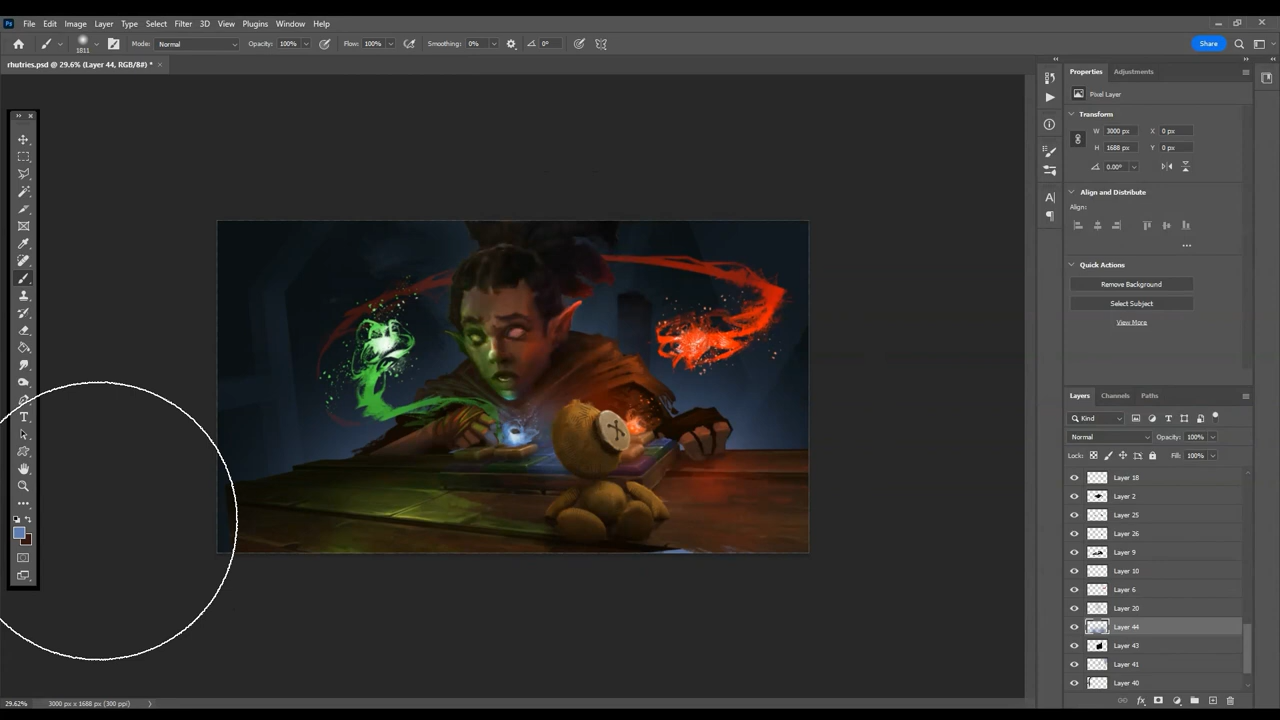 Ps File Edit Image Layer Type Select Filter 3D View Plugins Window Help
1811 Mode: Normal Opacity: 100% Flow: 100% Smoothing: 0% 0° Share
rhutries.psd @ 29.6% (Layer 44, RGB/8#) *
Properties Adjustments
Pixel Layer
Transform
W 3000 px X 0 px
H 1688 px Y 0 px
0.00°
Align and Distribute
Align:
Quick Actions
Remove Background
Select Subject
View More
Layers Channels Paths
Kind
Normal Opacity: 100%
Lock: Fill: 100%
Layer 18
Layer 2
Layer 25
Layer 26
Layer 9
Layer 10
Layer 6
Layer 20
Layer 44
Layer 43
Layer 41
Layer 40
29.62% 3000 px x 1688 px (300 ppi)